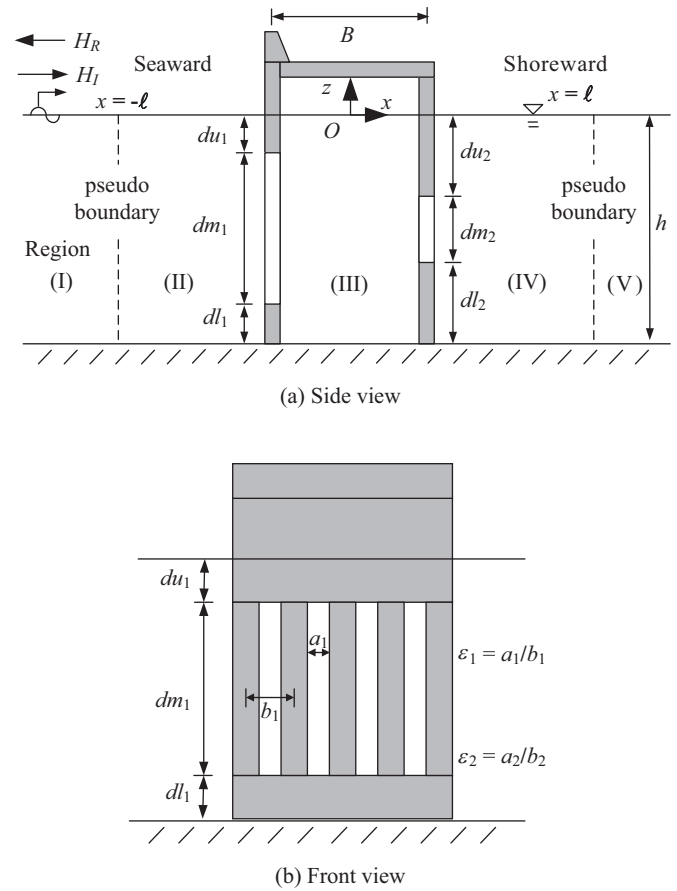 B
H_R
H_I
Seaward
Shoreward
z
x
x = -ℓ
x = ℓ
O
du₁
du₂
pseudo
boundary
pseudo
boundary
dm₁
dm₂
h
Region
(I)
(II)
(III)
(IV)
(V)
dl₁
dl₂
(a) Side view
du₁
a₁
ε₁ = a₁/b₁
dm₁
b₁
ε₂ = a₂/b₂
dl₁
(b) Front view